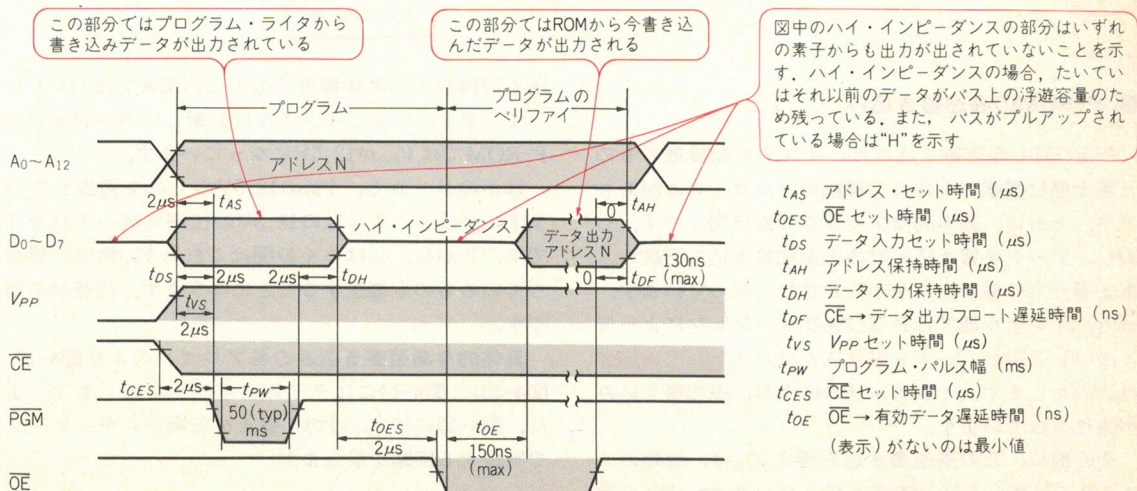 この部分ではプログラム・ライタから
書き込みデータが出力されている
この部分ではROMから今書き込
んだデータが出力される
図中のハイ・インピーダンスの部分はいずれ
の素子からも出力が出されていないことを示
す．ハイ・インピーダンスの場合，たいてい
はそれ以前のデータがバス上の浮遊容量のた
め残っている．また，バスがプルアップされ
ている場合は“H”を示す
プログラム
プログラムの
ベリファイ
A0〜A12
アドレスN
2μs
tAS
0
tAH
D0〜D7
ハイ・インピーダンス
データ出力
アドレスN
tDS
2μs
2μs
tDH
0
tDF
130ns
(max)
VPP
tVS
2μs
CE
tCES
2μs
tPW
PGM
50(typ)
ms
tOES
2μs
tOE
150ns
(max)
OE
tAS アドレス・セット時間（μs）
tOES OE セット時間（μs）
tDS データ入力セット時間（μs）
tAH アドレス保持時間（μs）
tDH データ入力保持時間（μs）
tDF CE→データ出力フロート遅延時間（ns）
tVS VPP セット時間（μs）
tPW プログラム・パルス幅（ms）
tCES CE セット時間（μs）
tOE OE→有効データ遅延時間（ns）
（表示）がないのは最小値